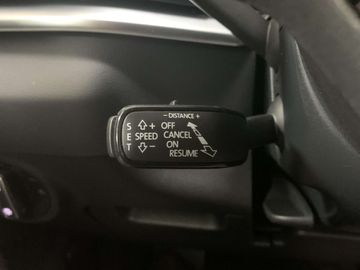 - DISTANCE +
S + OFF
E SPEED CANCEL
ON
T - RESUME